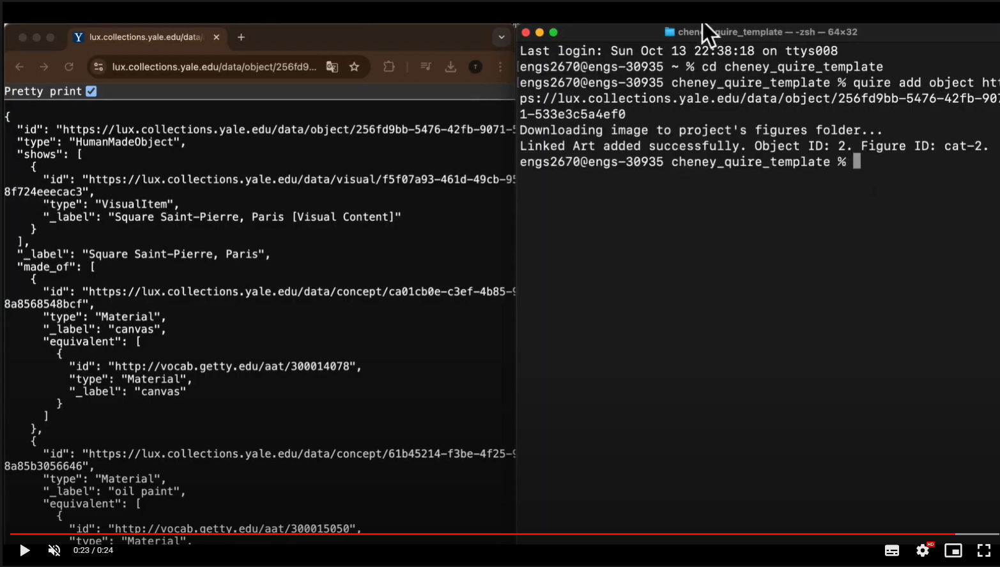 lux.collections.yale.edu/data/
lux.collections.yale.edu/data/object/256fd9...
T
Pretty print
{
"id": "https://lux.collections.yale.edu/data/object/256fd9bb-5476-42fb-9071-5
"type": "HumanMadeObject",
"shows": [
{
"id": "https://lux.collections.yale.edu/data/visual/f5f07a93-461d-49cb-95
8f724eeecac3",
"type": "VisualItem",
"_label": "Square Saint-Pierre, Paris [Visual Content]"
}
],
"_label": "Square Saint-Pierre, Paris",
"made_of": [
{
"id": "https://lux.collections.yale.edu/data/concept/ca01cb0e-c3ef-4b85-9
8a8568548bcf",
"type": "Material",
"_label": "canvas",
"equivalent": [
{
"id": "http://vocab.getty.edu/aat/300014078",
"type": "Material",
"_label": "canvas"
}
]
},
{
"id": "https://lux.collections.yale.edu/data/concept/61b45214-f3be-4f25-9
8a85b3056646",
"type": "Material",
"_label": "oil paint",
"equivalent": [
{
"id": "http://vocab.getty.edu/aat/300015050",
"type": "Material",
quire_template — -zsh — 64×32
Last login: Sun Oct 13 22:38:18 on ttys008
[engs2670@engs-30935 ~ % cd cheney_quire_template
[engs2670@engs-30935 cheney_quire_template % quire add object htt
ps://lux.collections.yale.edu/data/object/256fd9bb-5476-42fb-907
1-533e3c5a4ef0
Downloading image to project's figures folder...
Linked Art added successfully. Object ID: 2. Figure ID: cat-2.
engs2670@engs-30935 cheney_quire_template %
0:23 / 0:24
HD